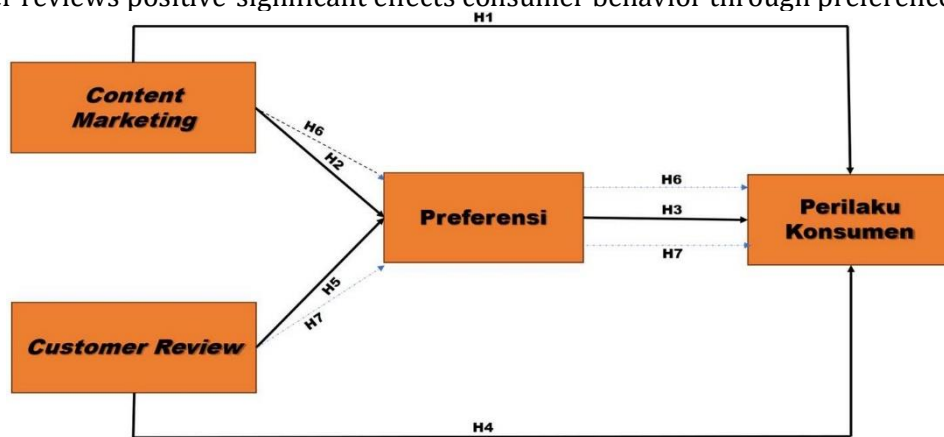 er reviews positive-significant effects consumer behavior through preference
H1
Content
Marketing
H6
H2
Preferensi
H6
H3
H7
Perilaku
Konsumen
H5
H7
Customer Review
H4